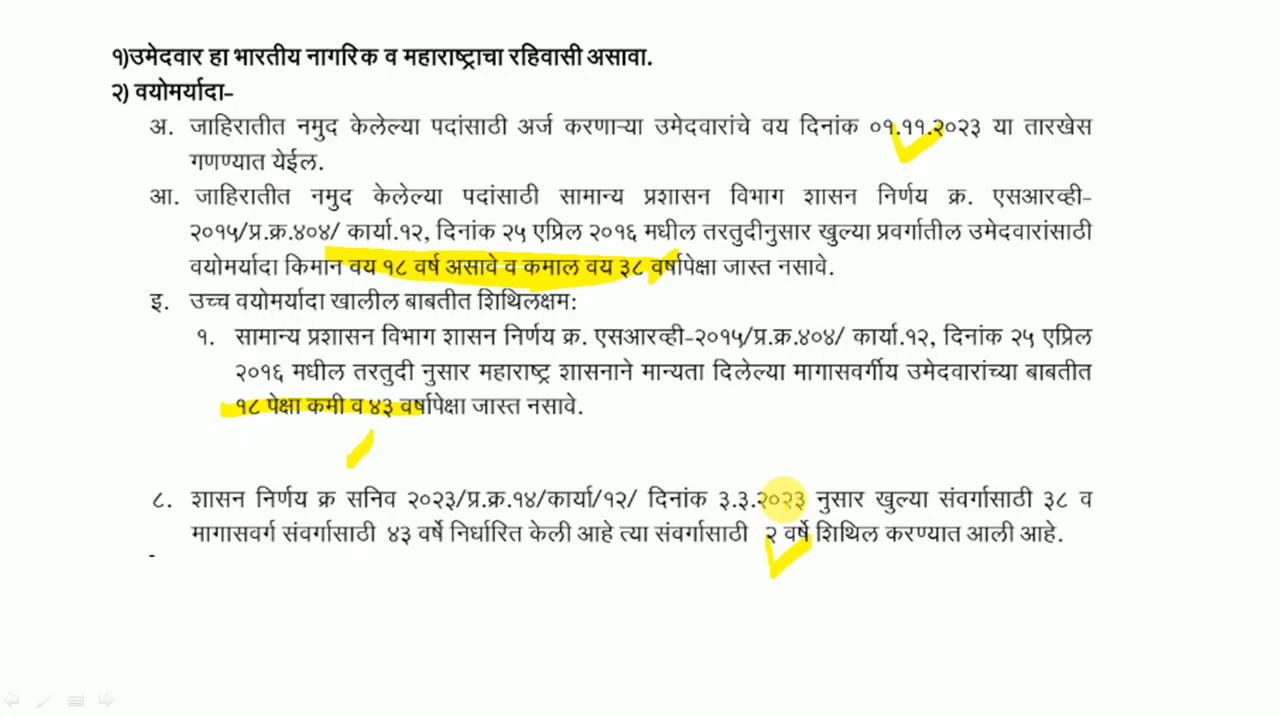 १)उमेदवार हा भारतीय नागरिक व महाराष्ट्राचा रहिवासी असावा.
२) वयोमर्यादा-
अ. जाहिरातीत नमुद केलेल्या पदांसाठी अर्ज करणाऱ्या उमेदवारांचे वय दिनांक ०१.११.२०२३ या तारखेस
गणण्यात येईल.
आ. जाहिरातीत नमुद केलेल्या पदांसाठी सामान्य प्रशासन विभाग शासन निर्णय क्र. एसआरव्ही-
२०१५/प्र.क्र.४०४/ कार्या.१२, दिनांक २५ एप्रिल २०१६ मधील तरतुदीनुसार खुल्या प्रवर्गातील उमेदवारांसाठी
वयोमर्यादा किमान वय १८ वर्ष असावे व कमाल वय ३८ वर्षापेक्षा जास्त नसावे.
इ. उच्च वयोमर्यादा खालील बाबतीत शिथिलक्षम:
१. सामान्य प्रशासन विभाग शासन निर्णय क्र. एसआरव्ही-२०१५/प्र.क्र.४०४/ कार्या.१२, दिनांक २५ एप्रिल
२०१६ मधील तरतुदी नुसार महाराष्ट्र शासनाने मान्यता दिलेल्या मागासवर्गीय उमेदवारांच्या बाबतीत
१८ पेक्षा कमी व ४३ वर्षापेक्षा जास्त नसावे.
८. शासन निर्णय क्र सनिव २०२३/प्र.क्र.१४/कार्या/१२/ दिनांक ३.३.२०२३ नुसार खुल्या संवर्गासाठी ३८ व
मागासवर्ग संवर्गासाठी ४३ वर्षे निर्धारित केली आहे त्या संवर्गासाठी २ वर्षे शिथिल करण्यात आली आहे.